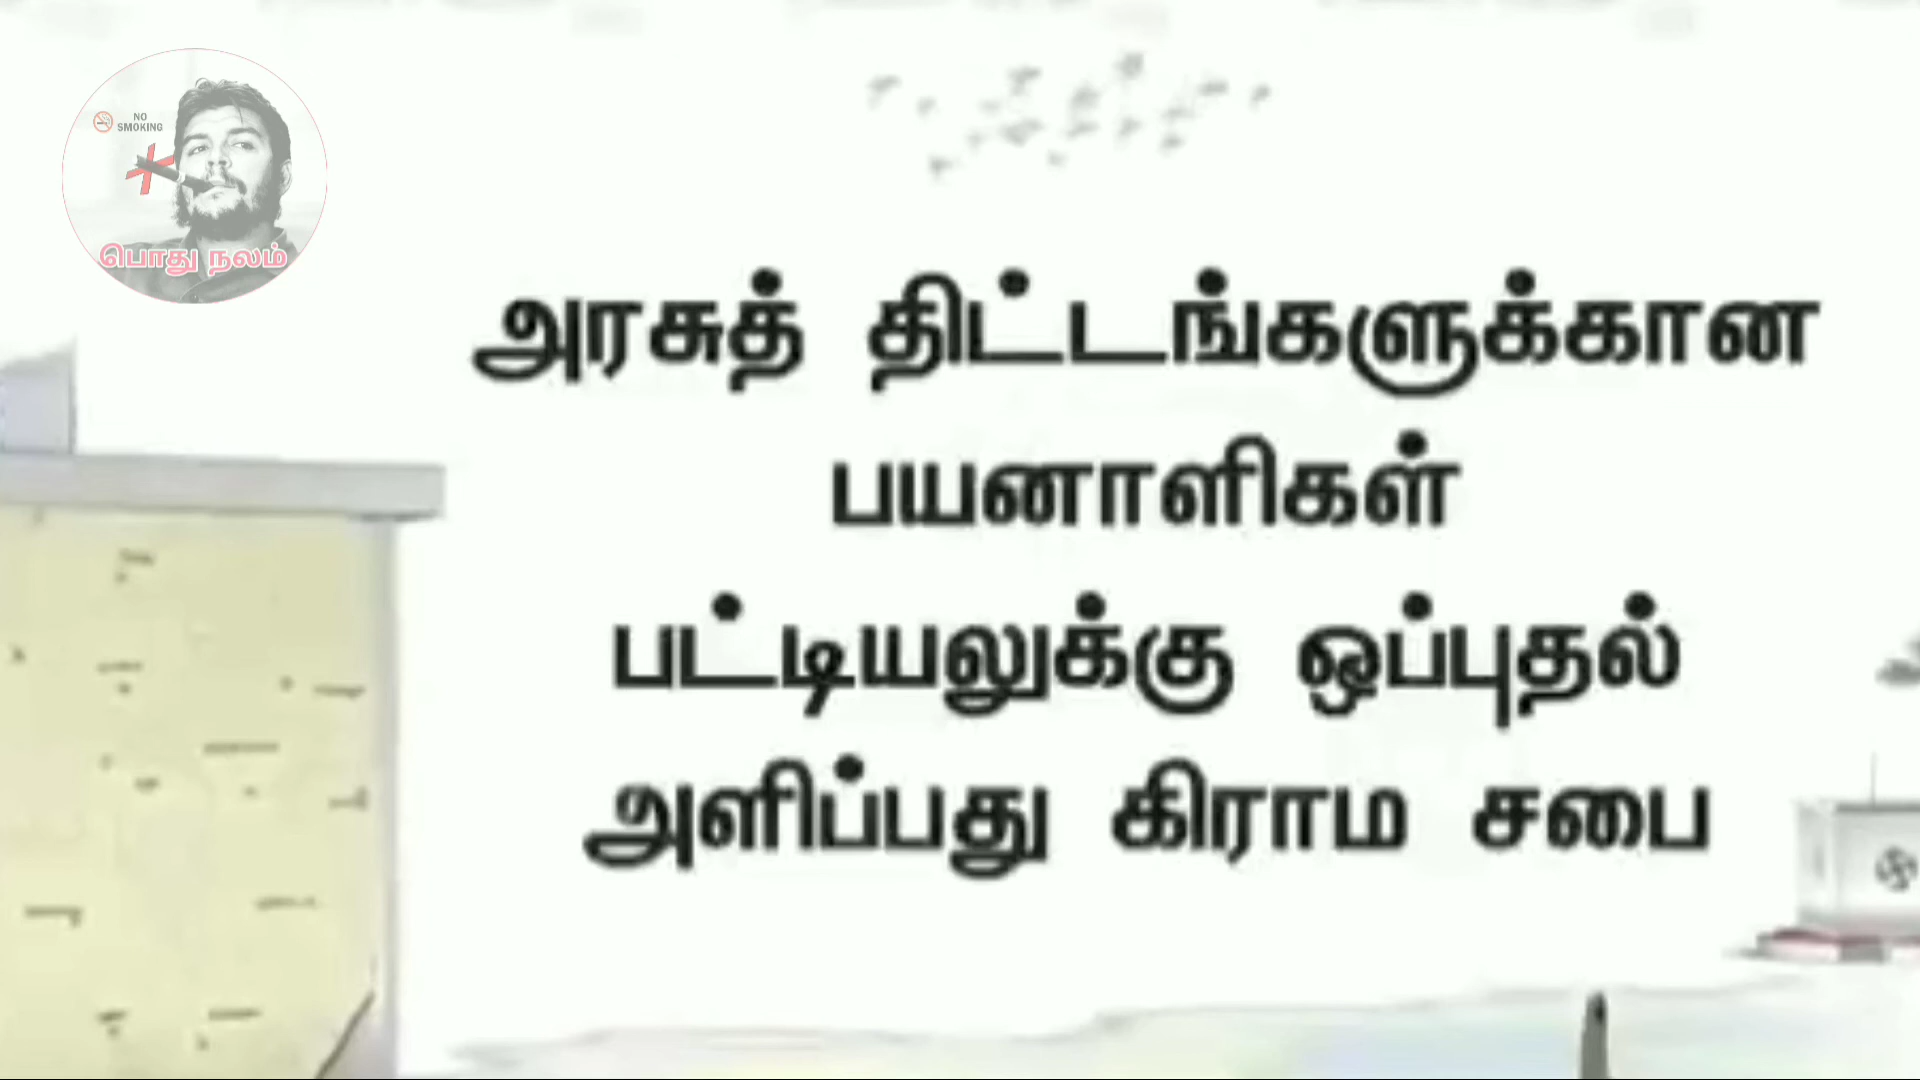 NO
SMOKING
பொது நலம்
அரசுத் திட்டங்களுக்கான
பயனாளிகள்
பட்டியலுக்கு ஒப்புதல்
அளிப்பது கிராம சபை